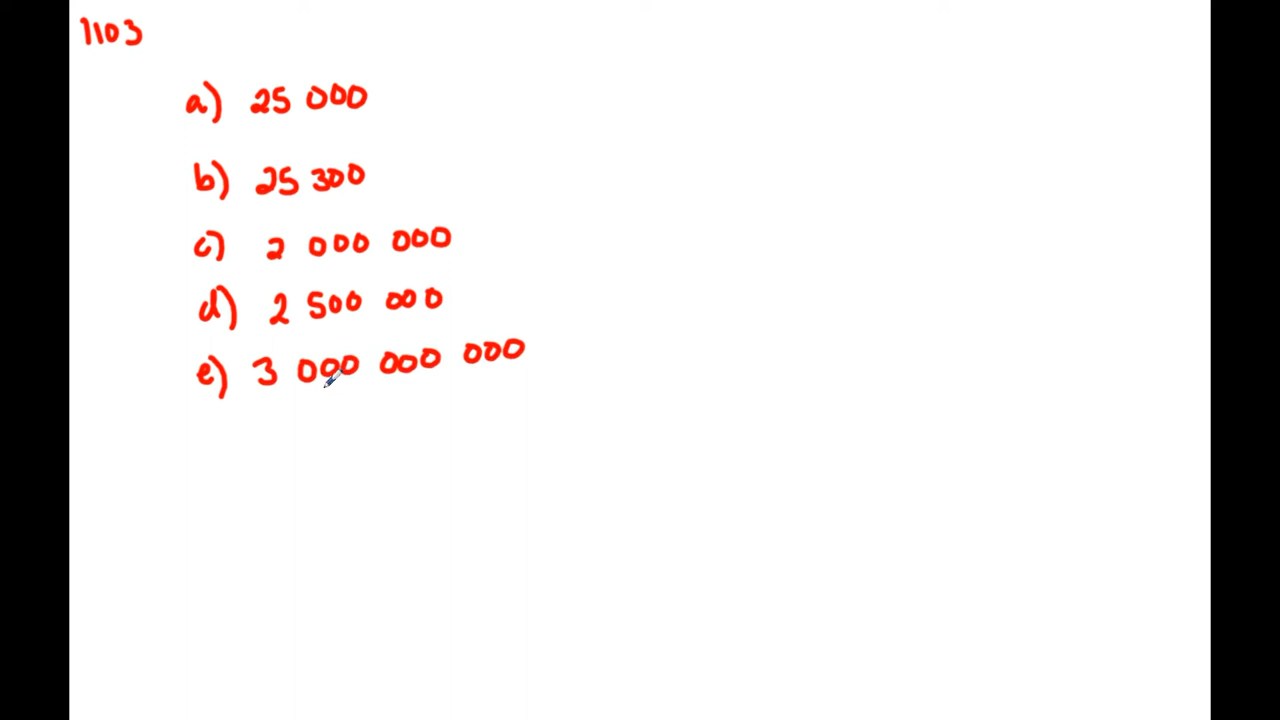 1103
a) 25 000
b) 25 300
c) 2 000 000
d) 2 500 000
e) 3 000 000 000